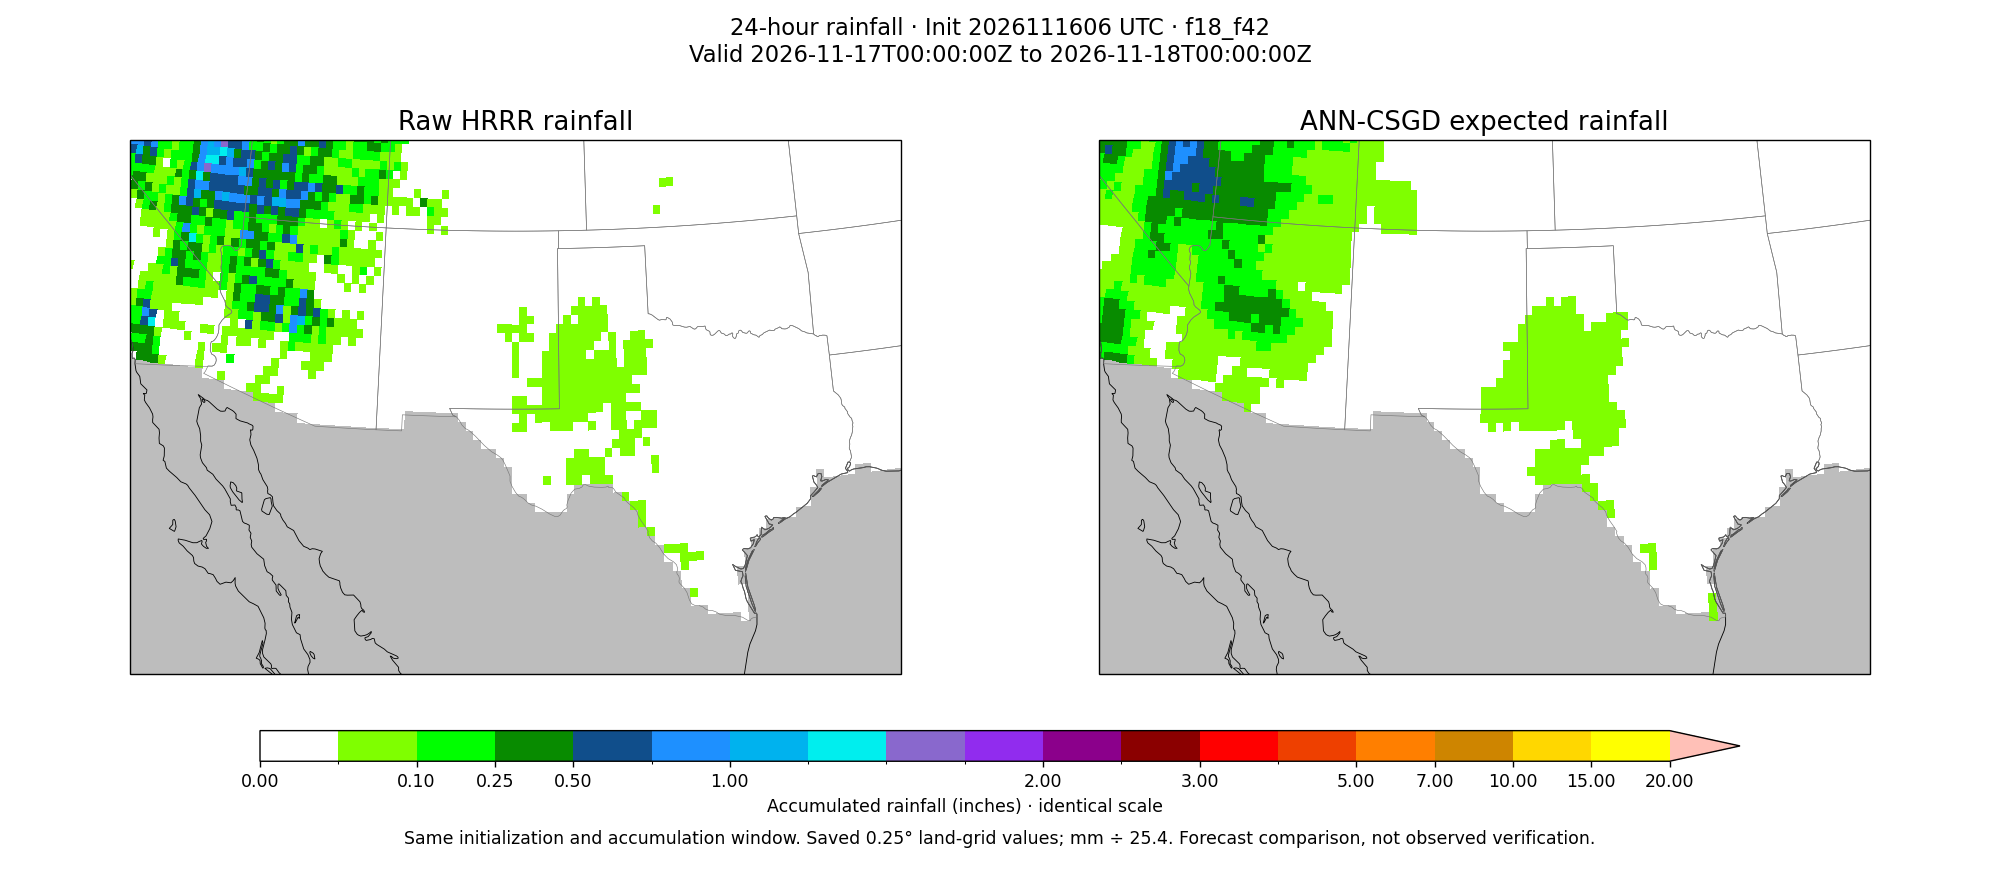 24-hour rainfall · Init 2026111606 UTC · f18_f42
Valid 2026-11-17T00:00:00Z to 2026-11-18T00:00:00Z
Raw HRRR rainfall
ANN-CSGD expected rainfall
0.00 0.10 0.25 0.50 1.00 2.00 3.00 5.00 7.00 10.00 15.00 20.00
Accumulated rainfall (inches) · identical scale
Same initialization and accumulation window. Saved 0.25° land-grid values; mm ÷ 25.4. Forecast comparison, not observed verification.